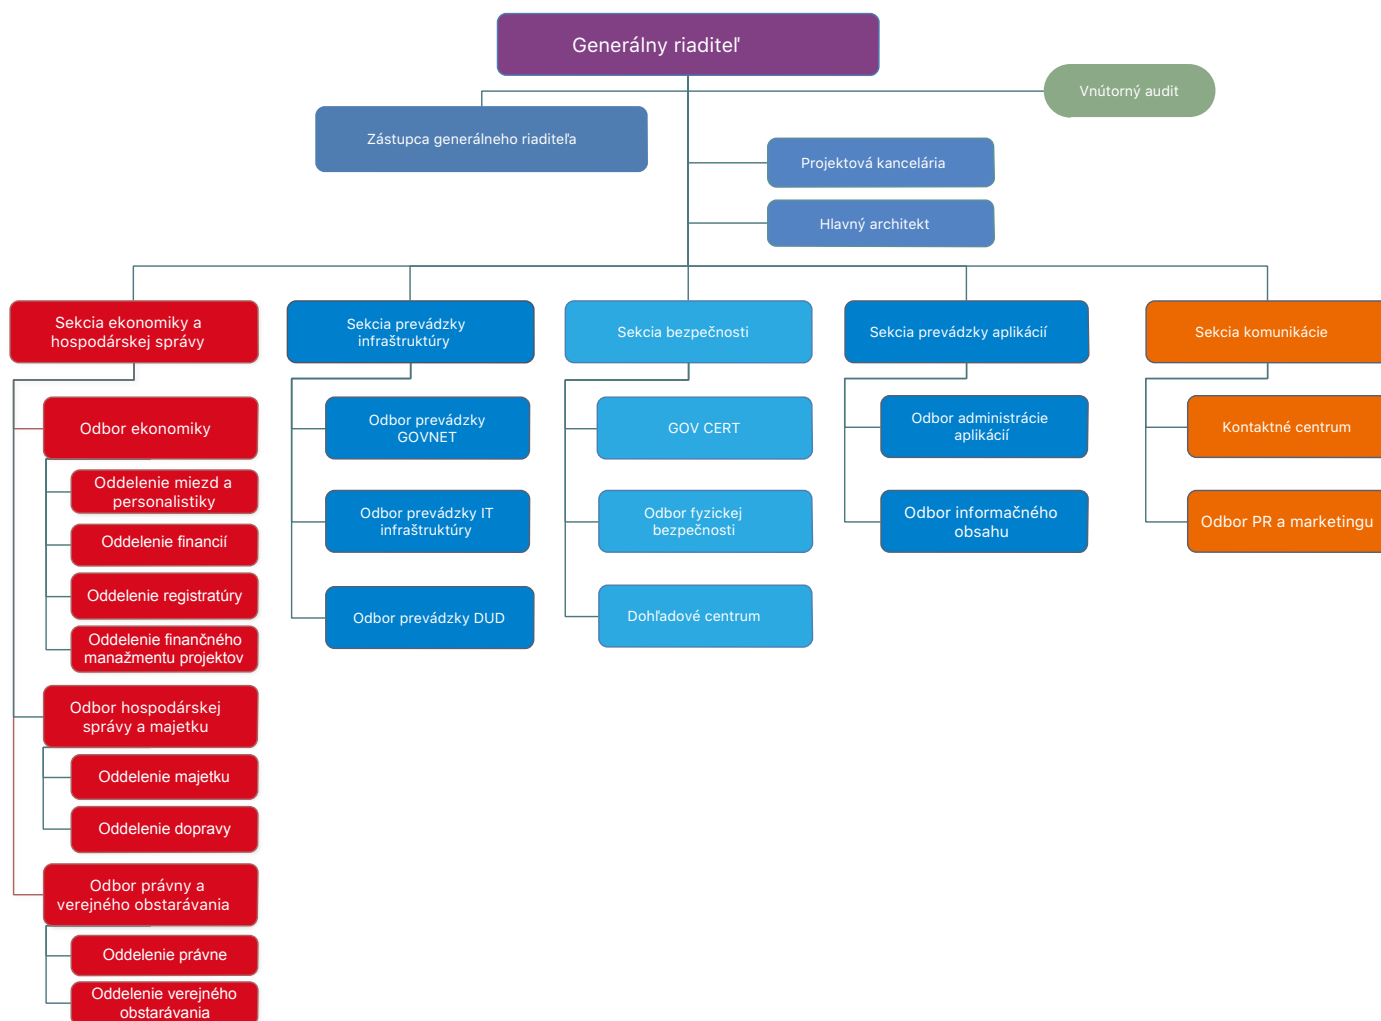 Generálny riaditeľ
Vnútorný audit
Zástupca generálneho riaditeľa
Projektová kancelária
Hlavný architekt
Sekcia ekonomiky a
hospodárskej správy
Sekcia prevádzky
infraštruktúry
Sekcia bezpečnosti
Sekcia prevádzky aplikácií
Sekcia komunikácie
Odbor ekonomiky
Oddelenie miezd a
personalistiky
Oddelenie financií
Oddelenie registratúry
Oddelenie finančného
manažmentu projektov
Odbor hospodárskej
správy a majetku
Oddelenie majetku
Oddelenie dopravy
Odbor právny a
verejného obstarávania
Oddelenie právne
Oddelenie verejného
obstarávania
Odbor prevádzky
GOVNET
Odbor prevádzky IT
infraštruktúry
Odbor prevádzky DUD
GOV CERT
Odbor fyzickej
bezpečnosti
Dohľadové centrum
Odbor administrácie
aplikácií
Odbor informačného
obsahu
Kontaktné centrum
Odbor PR a marketingu